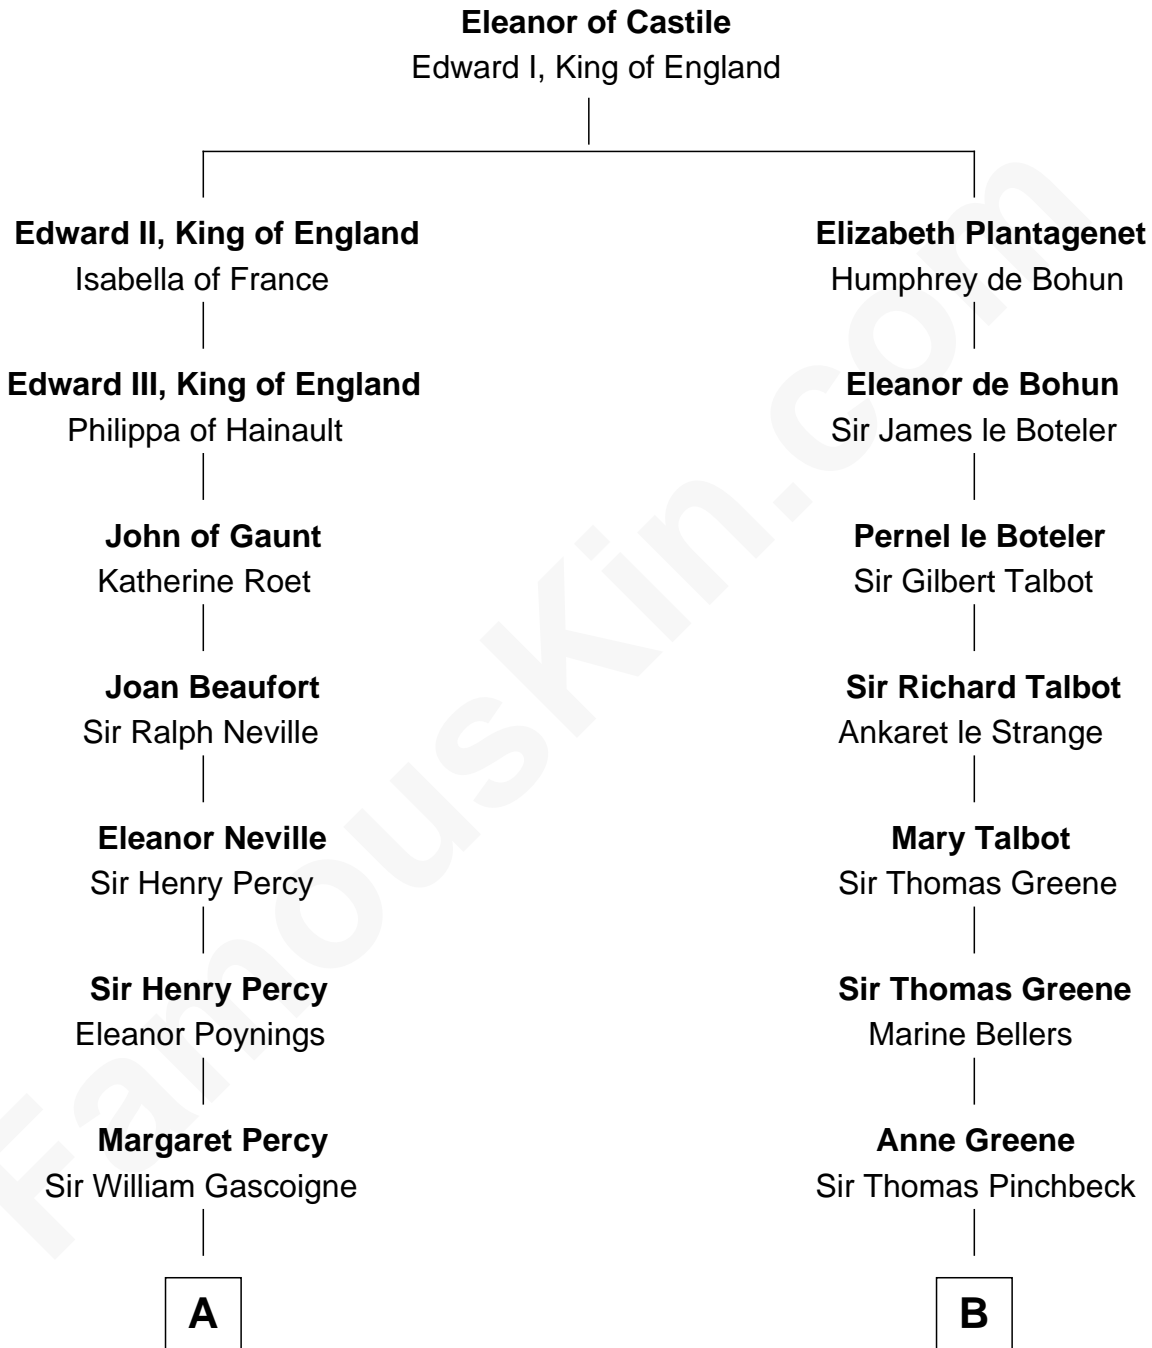 Eleanor of Castile
Edward I, King of England
Edward II, King of England
Isabella of France
Elizabeth Plantagenet
Humphrey de Bohun
Edward III, King of England
Philippa of Hainault
Eleanor de Bohun
Sir James le Boteler
John of Gaunt
Katherine Roet
Pernel le Boteler
Sir Gilbert Talbot
Joan Beaufort
Sir Ralph Neville
Sir Richard Talbot
Ankaret le Strange
Eleanor Neville
Sir Henry Percy
Mary Talbot
Sir Thomas Greene
Sir Henry Percy
Eleanor Poynings
Sir Thomas Greene
Marine Bellers
Margaret Percy
Sir William Gascoigne
Anne Greene
Sir Thomas Pinchbeck
A
B
FamousKin.com